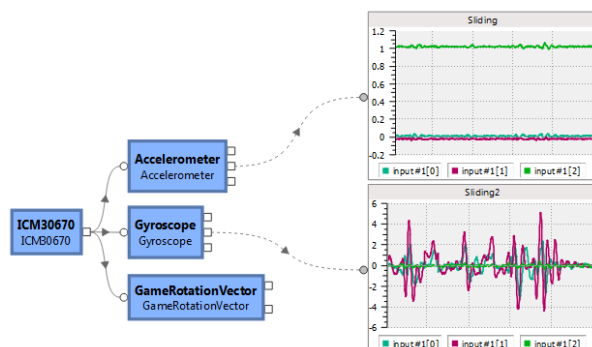 Sliding
1.2
1
0.8
0.6
0.4
0.2
0
-0.2
input#1[0] input#1[1] input#1[2]
Accelerometer
Accelerometer
ICM30670
ICM30670
Gyroscope
Gyroscope
GameRotationVector
GameRotationVector
Sliding2
6
4
2
0
-2
-4
-6
input#1[0] input#1[1] input#1[2]